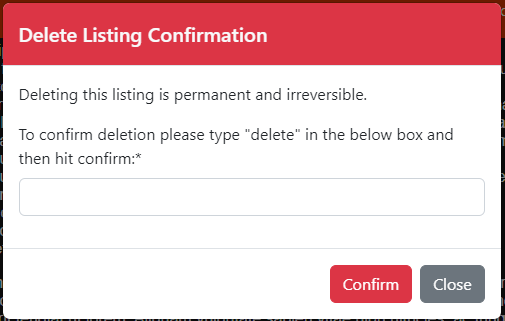 Delete Listing Confirmation
Deleting this listing is permanent and irreversible.
To confirm deletion please type "delete" in the below box and
then hit confirm:*
Confirm Close